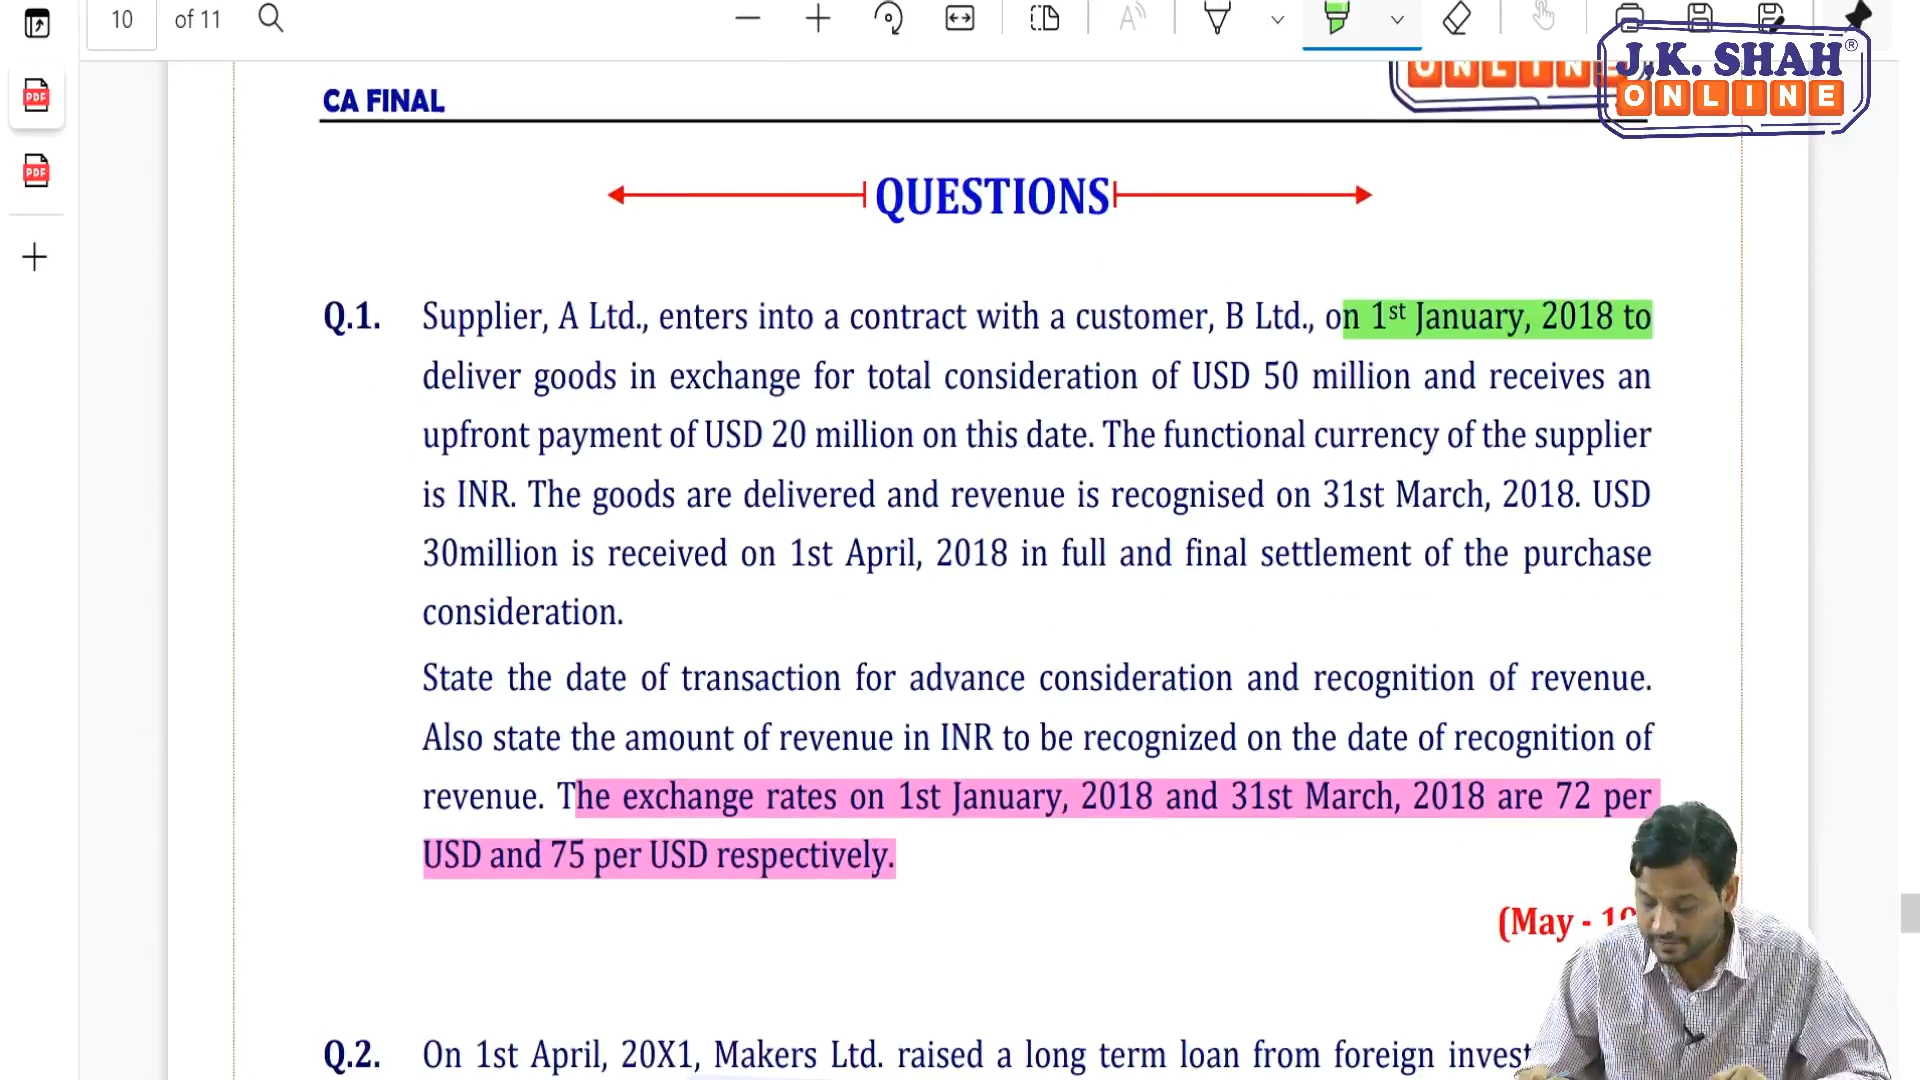 10 of 11
J.K. SHAH®
ONLINE
CA FINAL
QUESTIONS
Q.1. Supplier, A Ltd., enters into a contract with a customer, B Ltd., on 1st January, 2018 to
deliver goods in exchange for total consideration of USD 50 million and receives an
upfront payment of USD 20 million on this date. The functional currency of the supplier
is INR. The goods are delivered and revenue is recognised on 31st March, 2018. USD
30million is received on 1st April, 2018 in full and final settlement of the purchase
consideration.
State the date of transaction for advance consideration and recognition of revenue.
Also state the amount of revenue in INR to be recognized on the date of recognition of
revenue. The exchange rates on 1st January, 2018 and 31st March, 2018 are 72 per
USD and 75 per USD respectively.
(May -
Q.2. On 1st April, 20X1, Makers Ltd. raised a long term loan from foreign
PDF
PDF